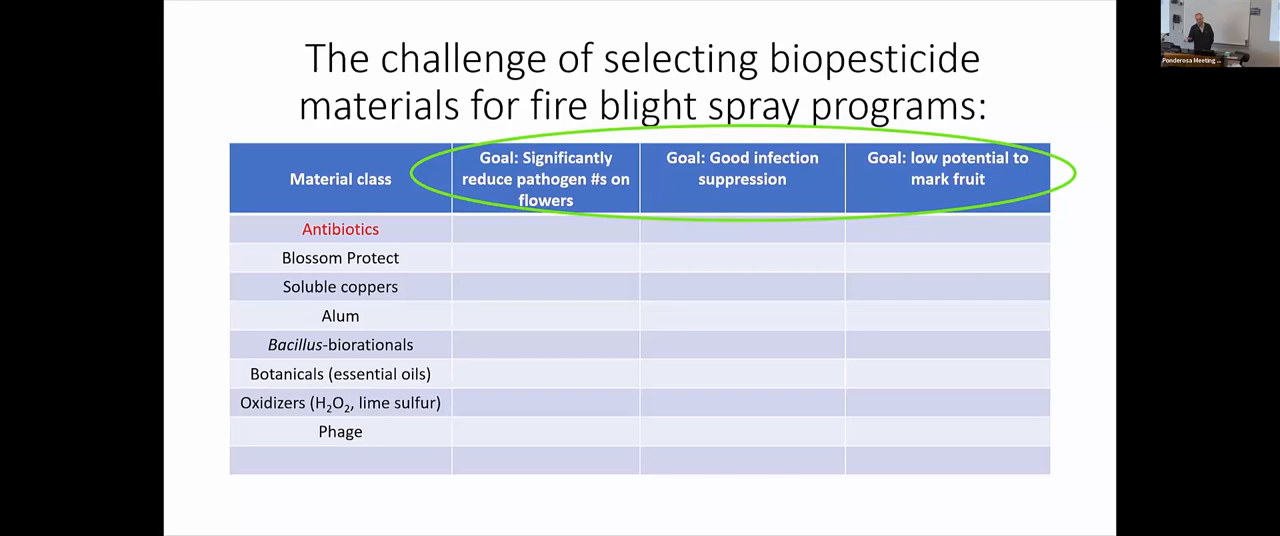 The challenge of selecting biopesticide
materials for fire blight spray programs:
Material class
Goal: Significantly
reduce pathogen #s on
flowers
Goal: Good infection
suppression
Goal: low potential to
mark fruit
Antibiotics
Blossom Protect
Soluble coppers
Alum
Bacillus-biorationals
Botanicals (essential oils)
Oxidizers (H₂O₂, lime sulfur)
Phage
Ponderosa Meeting ...